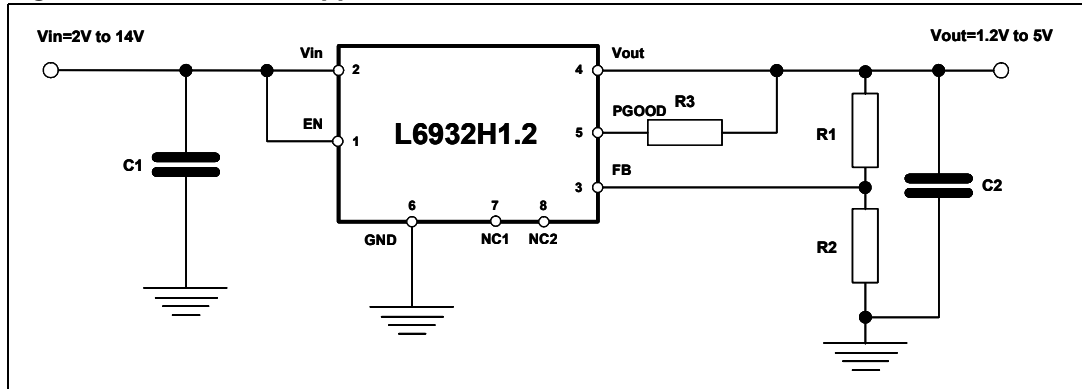 Vin=2V to 14V
Vout=1.2V to 5V
Vin
Vout
2
4
R3
PGOOD
EN
L6932H1.2
5
R1
1
C1
FB
3
C2
6
7
8
GND
NC1
NC2
R2